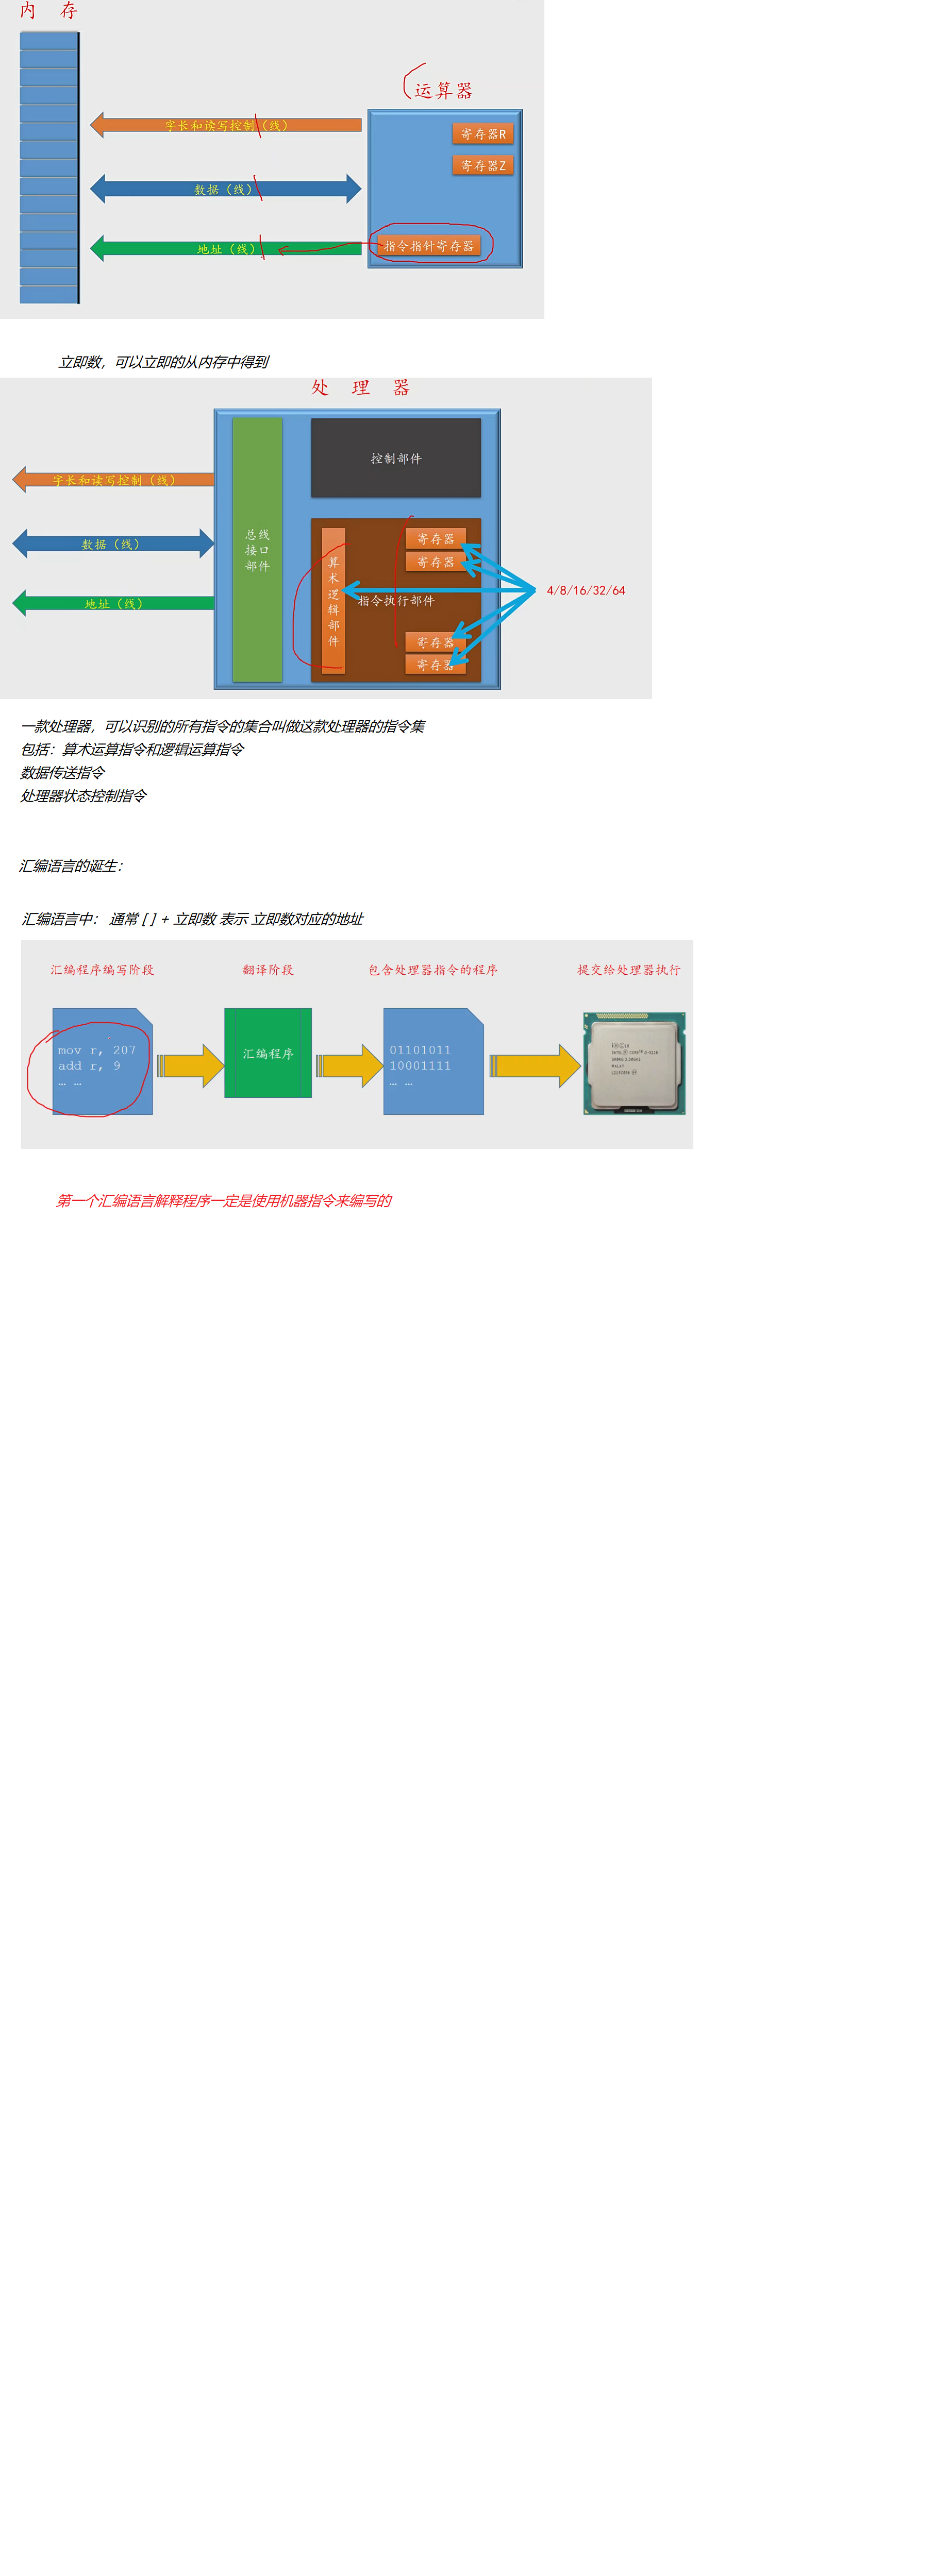 内 存
运算器
字长和读写控制（线）
寄存器R
寄存器Z
数据（线）
地址（线）
指令指针寄存器
立即数，可以立即的从内存中得到
处 理 器
控制部件
字长和读写控制（线）
数据（线）
地址（线）
总线
接口
部件
算术逻辑部件
寄存器
寄存器
指令执行部件
寄存器
寄存器
4/8/16/32/64
一款处理器，可以识别的所有指令的集合叫做这款处理器的指令集
包括：算术运算指令和逻辑运算指令
数据传送指令
处理器状态控制指令
汇编语言的诞生：
汇编语言中： 通常 [ ] + 立即数 表示 立即数对应的地址
汇编程序编写阶段
翻译阶段
包含处理器指令的程序
提交给处理器执行
mov r, 207
add r, 9
… …
汇编程序
01101011
10001111
… …
第一个汇编语言解释程序一定是使用机器指令来编写的